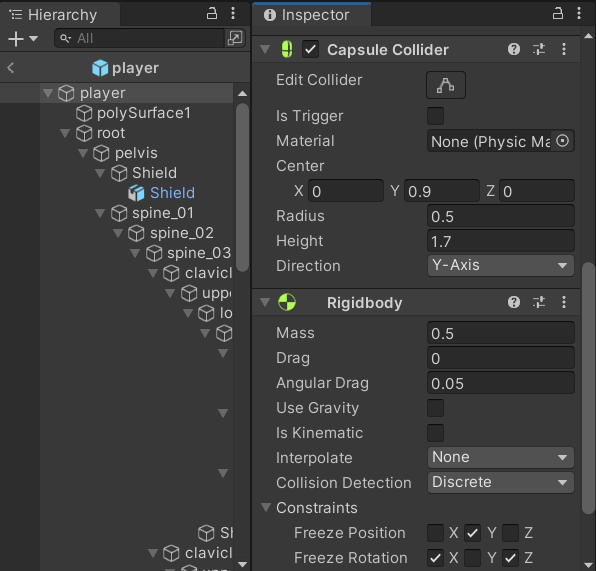 Hierarchy
All
player
player
polySurface1
root
pelvis
Shield
Shield
spine_01
spine_02
spine_03
clavicl
uppe
lo
Sh
clavicl
Inspector
Capsule Collider
Edit Collider
Is Trigger
Material None (Physic Ma
Center
X 0 Y 0.9 Z 0
Radius 0.5
Height 1.7
Direction Y-Axis
Rigidbody
Mass 0.5
Drag 0
Angular Drag 0.05
Use Gravity
Is Kinematic
Interpolate None
Collision Detection Discrete
Constraints
Freeze Position X Y Z
Freeze Rotation X Y Z